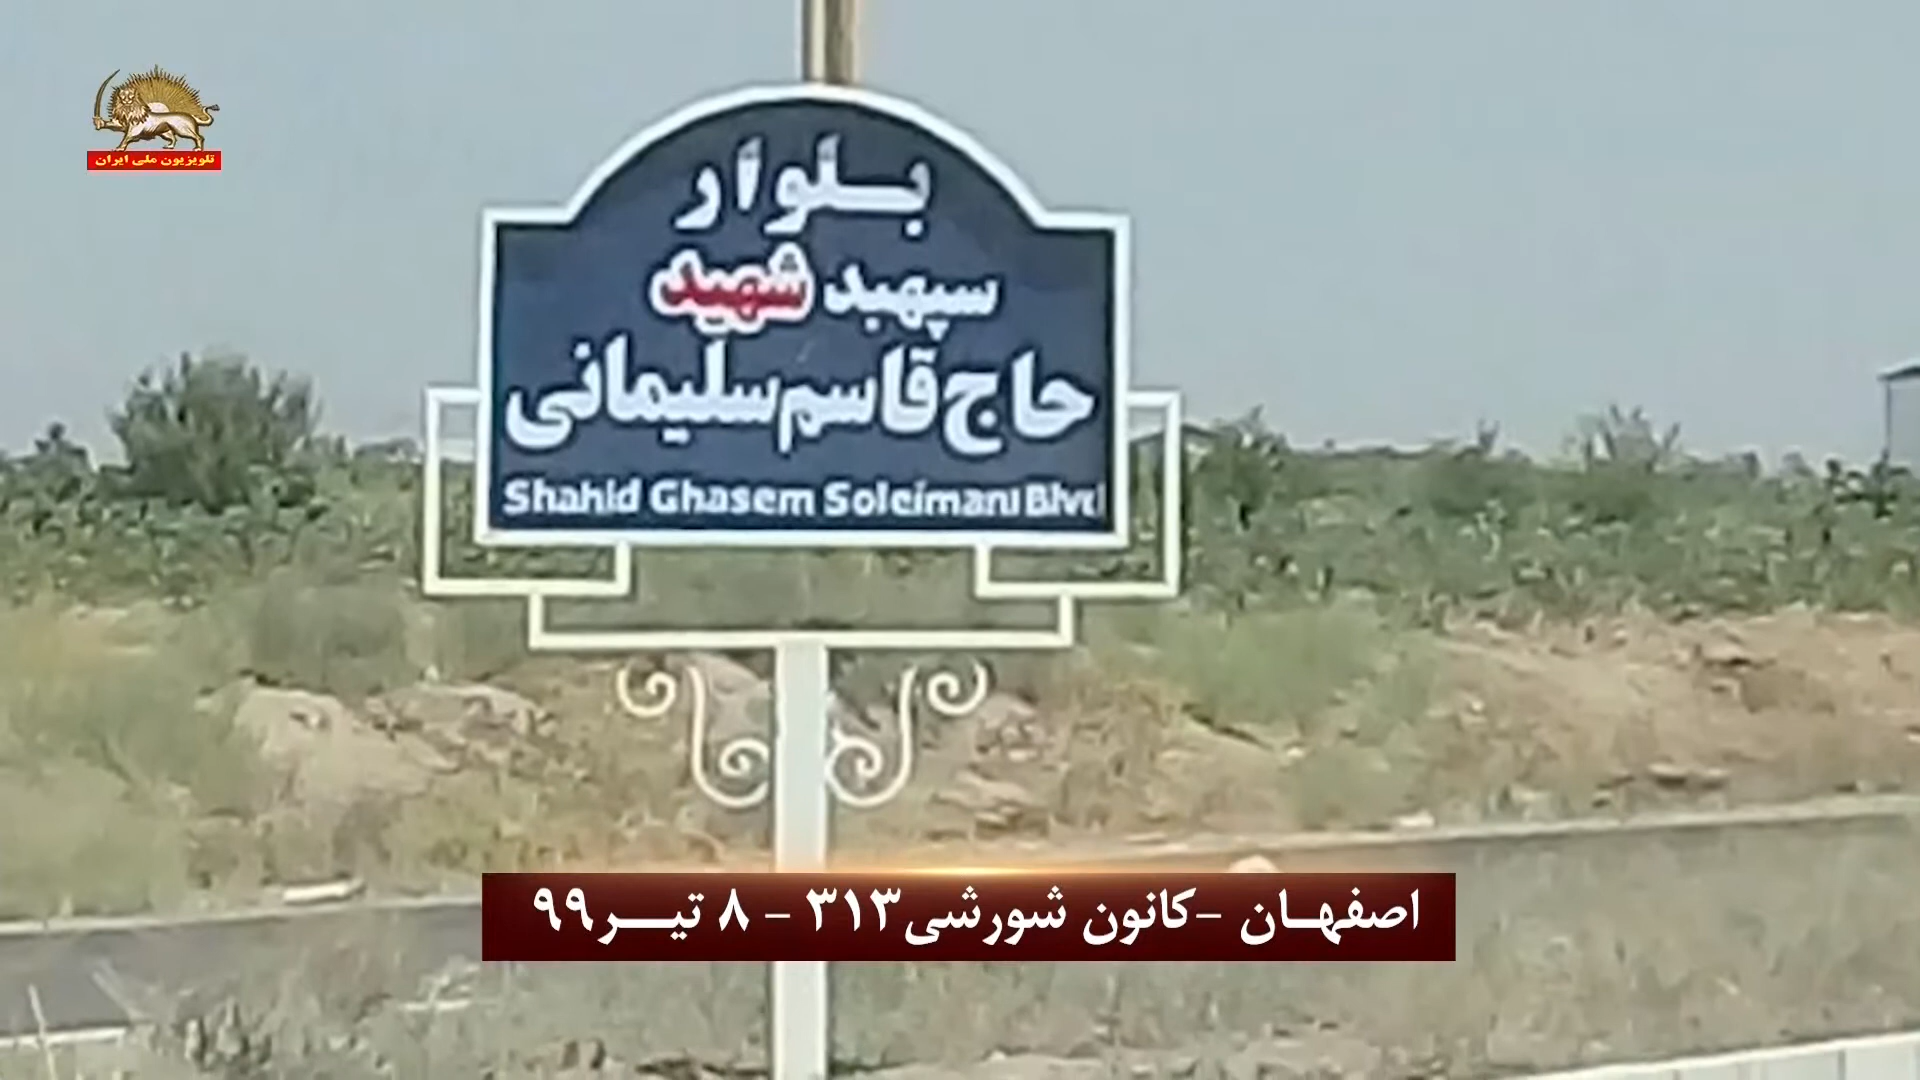 تلویزیون ملی ایران
بلوار
سپهبد شهید
حاج قاسم سلیمانی
Shahid Ghasem Soleimani Blvd
اصفهان - کانون شورشی ۳۱۳ - ۸ تیر ۹۹